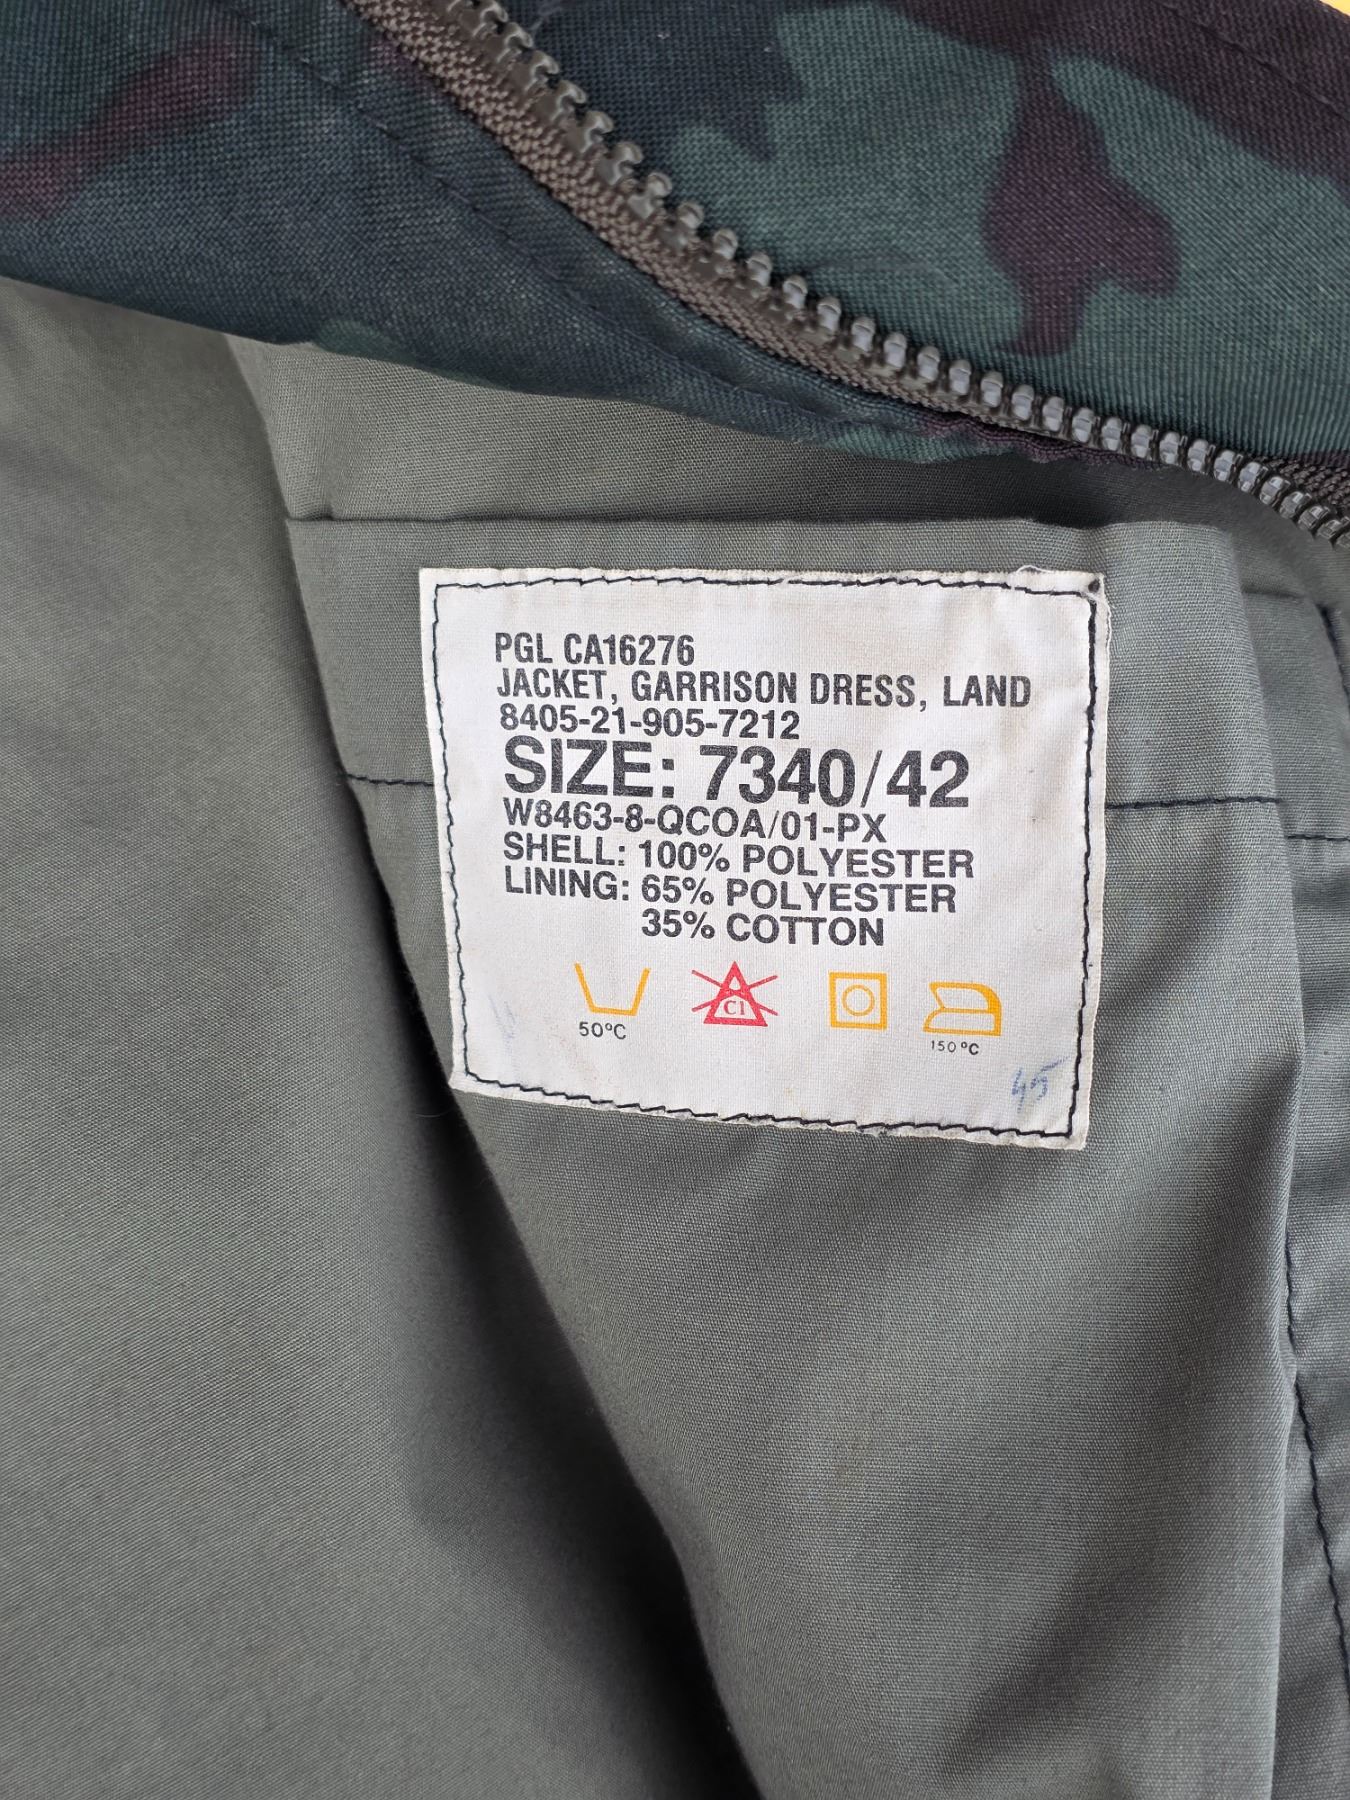 PGL CA16276
JACKET, GARRISON DRESS, LAND
8405-21-905-7212
SIZE: 7340/42
W8463-8-QCOA/01-PX
SHELL: 100% POLYESTER
LINING: 65% POLYESTER
35% COTTON
Cl
50°C
150°C
45